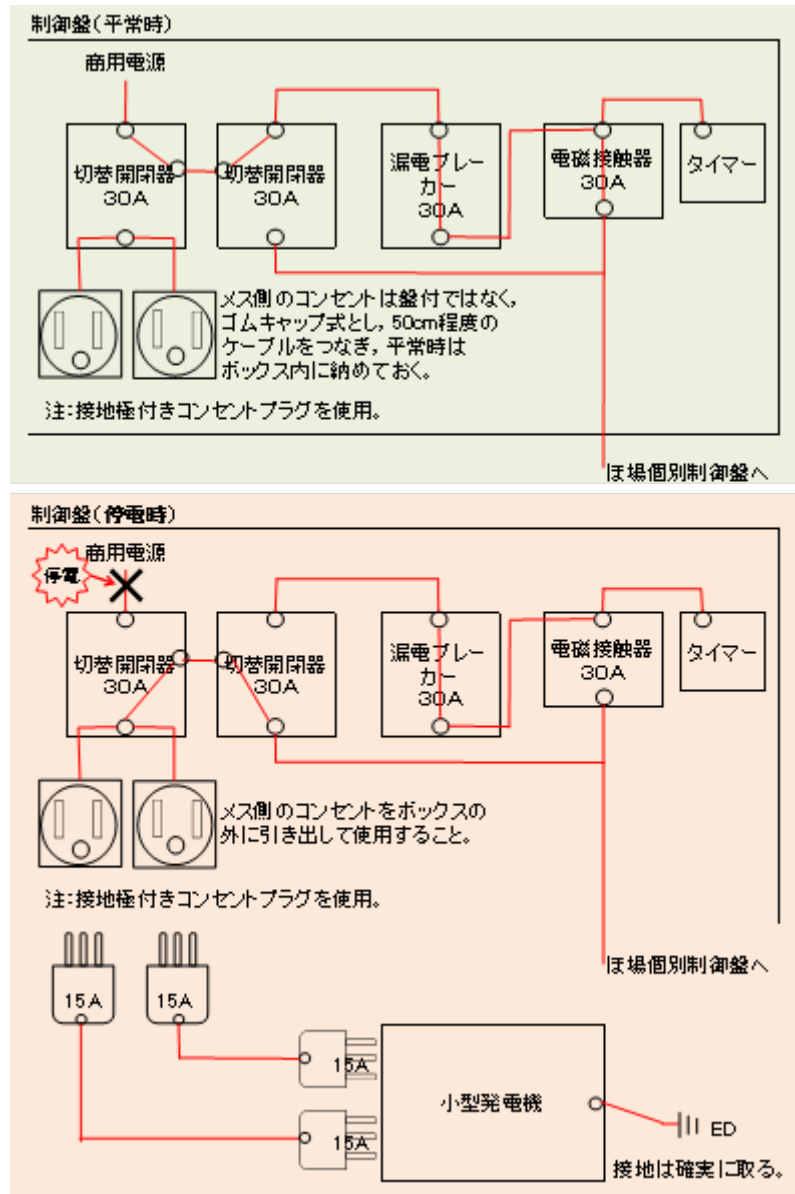 制御盤(平常時)
商用電源
切替開閉器
30A
切替開閉器
30A
漏電ブレー
カー
30A
電磁接触器
30A
タイマー
メス側のコンセントは盤付ではなく，
ゴムキャップ式とし，50cm程度の
ケーブルをつなぎ，平常時は
ボックス内に納めておく。
注：接地極付きコンセントプラグを使用。
ほ場個別制御盤へ
制御盤(停電時)
商用電源
停電
切替開閉器
30A
切替開閉器
30A
漏電ブレー
カー
30A
電磁接触器
30A
タイマー
メス側のコンセントをボックスの
外に引き出して使用すること。
注：接地極付きコンセントプラグを使用。
ほ場個別制御盤へ
15A
15A
15A
15A
小型発電機
ED
接地は確実に取る。